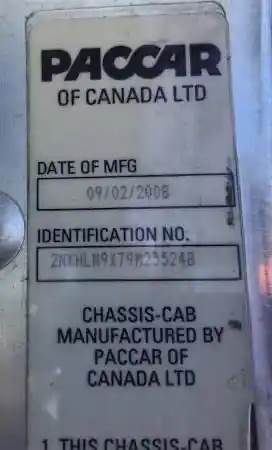 PACCAR
OF CANADA LTD
DATE OF MFG
09/02/2008
IDENTIFICATION NO.
CHASSIS-CAB
MANUFACTURED BY
PACCAR OF
CANADA LTD
1. THIS CHASSIS-CAB